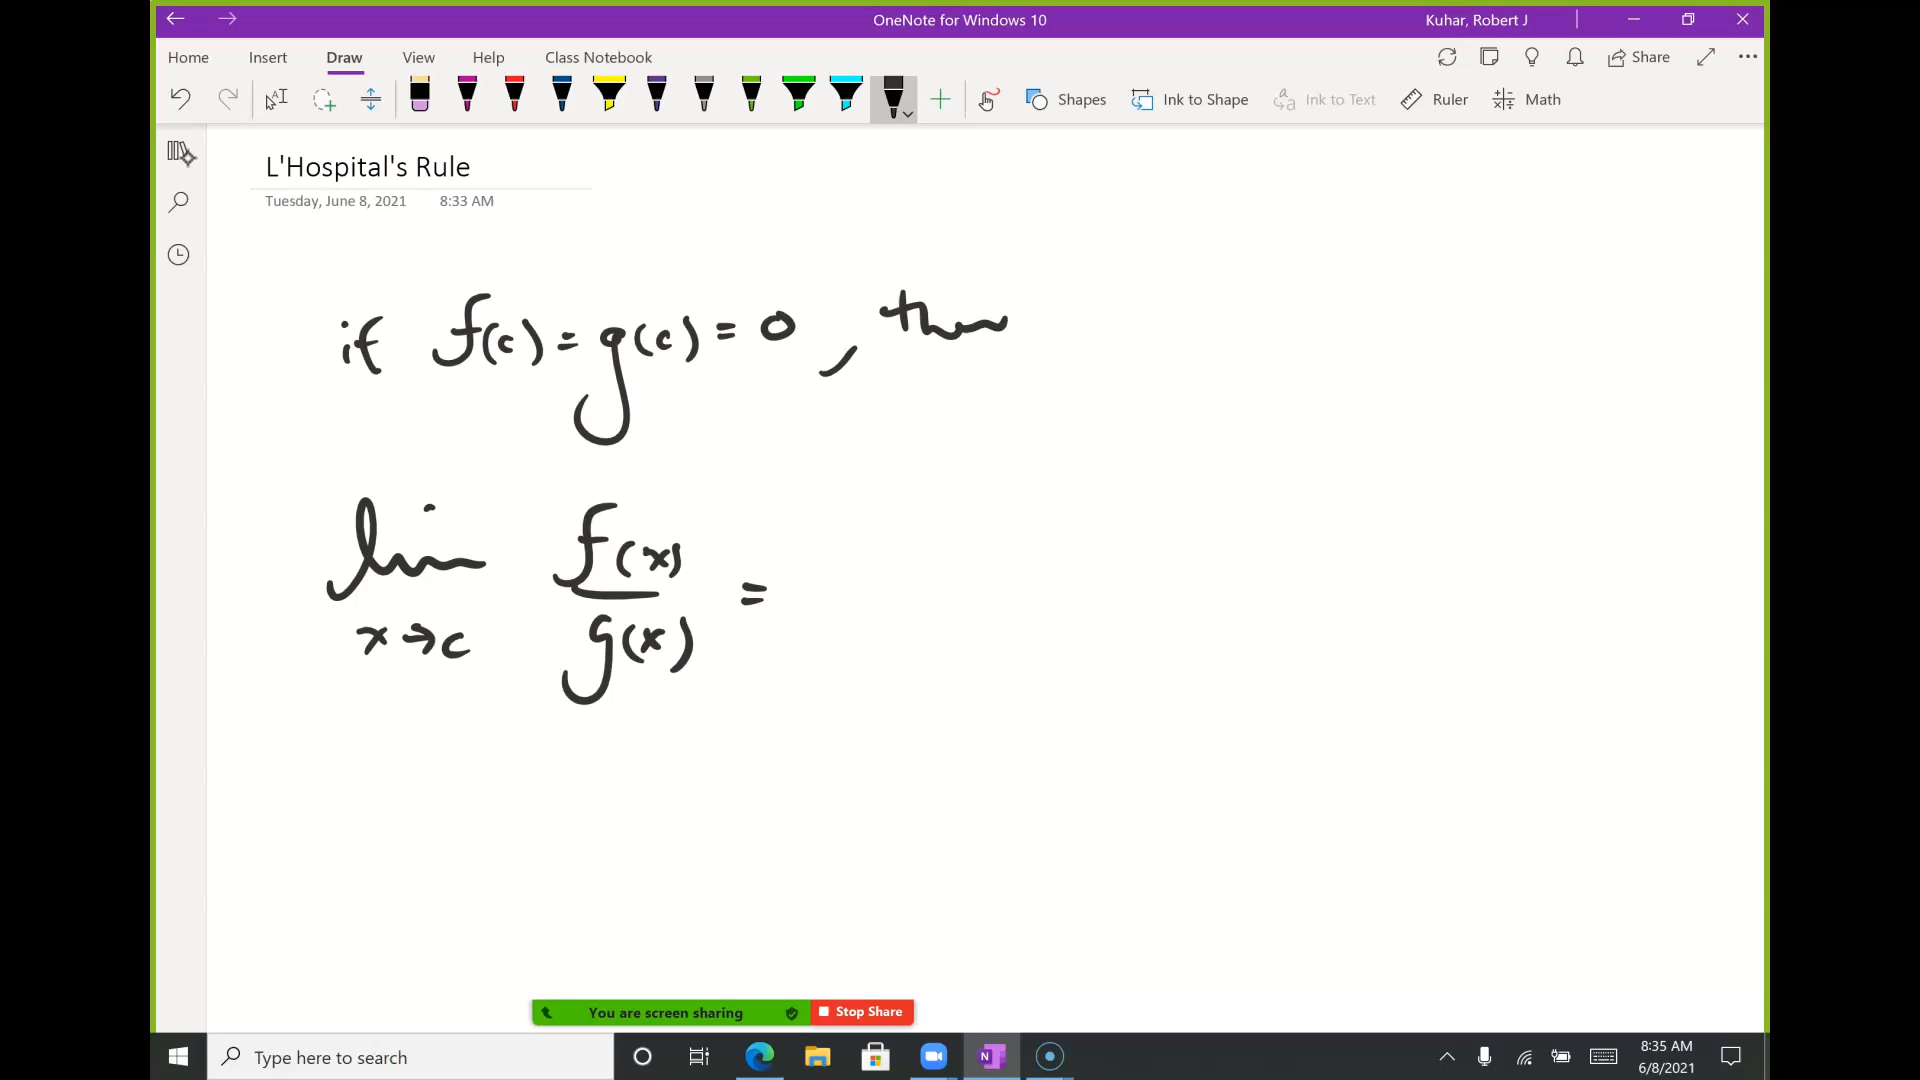 OneNote for Windows 10
Kuhar, Robert J
Home Insert Draw View Help Class Notebook
Share
Shapes Ink to Shape Ink to Text Ruler Math
L'Hospital's Rule
Tuesday, June 8, 2021 8:33 AM
if f(c) = g(c) = 0 , then
lim f(x)
x→c g(x) =
You are screen sharing Stop Share
Type here to search
8:35 AM
6/8/2021